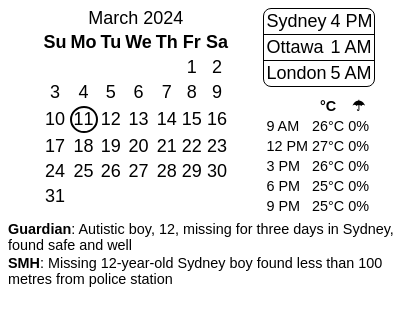 March 2024
Su Mo Tu We Th Fr Sa
1 2
3 4 5 6 7 8 9
10 11 12 13 14 15 16
17 18 19 20 21 22 23
24 25 26 27 28 29 30
31
Sydney 4 PM
Ottawa 1 AM
London 5 AM
°C ☂
9 AM 26°C 0%
12 PM 27°C 0%
3 PM 26°C 0%
6 PM 25°C 0%
9 PM 25°C 0%
Guardian: Autistic boy, 12, missing for three days in Sydney,
found safe and well
SMH: Missing 12-year-old Sydney boy found less than 100
metres from police station